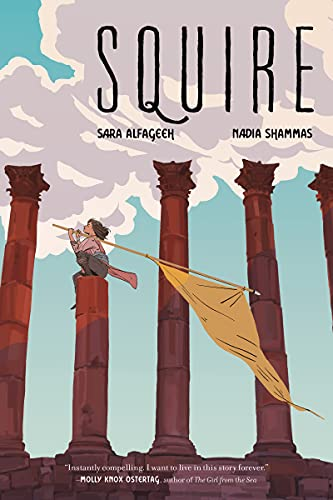 SQUIRE
SARA ALFAGEEH NADIA SHAMMAS
"Instantly compelling. I want to live in this story forever."
—MOLLY KNOX OSTERTAG, author of The Girl from the Sea